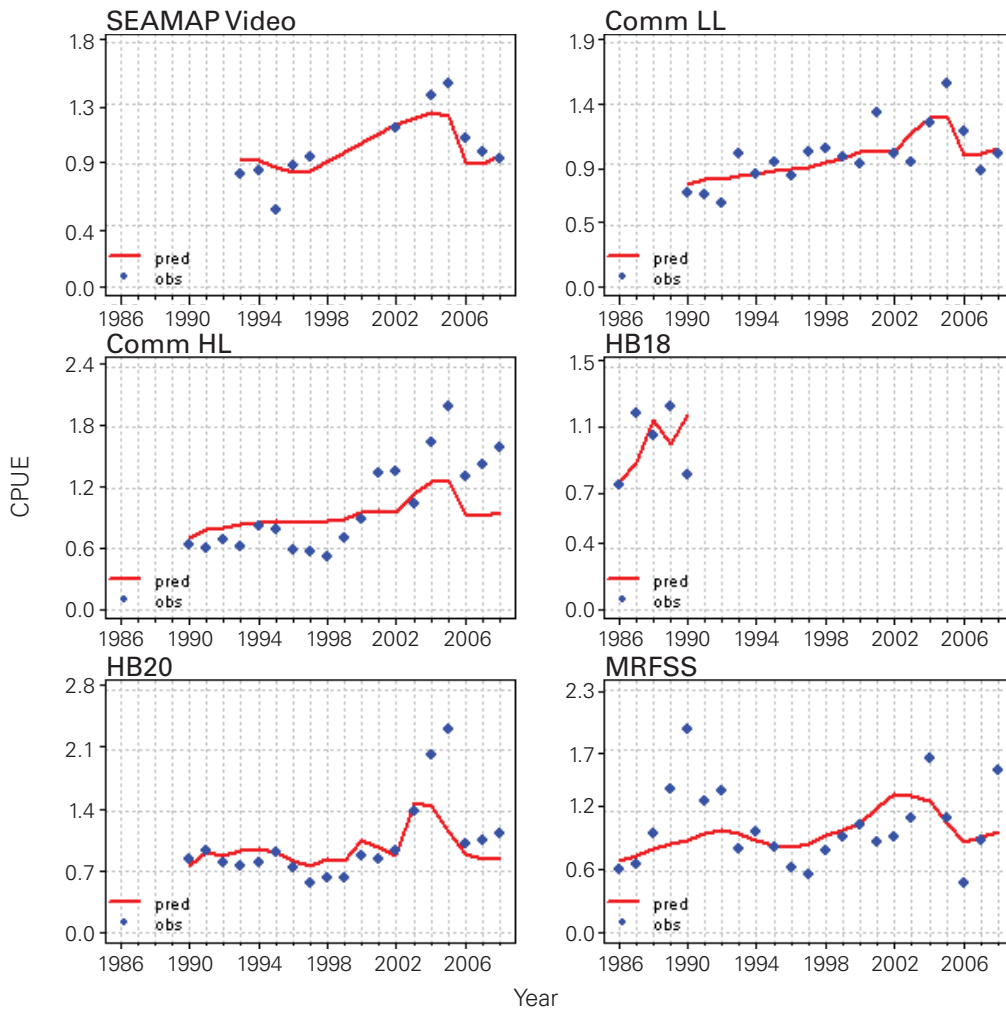 SEAMAP Video
1.8
1.3
0.9
0.4
0.0
pred
obs
1986 1990 1994 1998 2002 2006
Comm LL
1.9
1.4
0.9
0.5
0.0
pred
obs
1986 1990 1994 1998 2002 2006
Comm HL
2.4
1.8
1.2
0.6
0.0
pred
obs
1986 1990 1994 1998 2002 2006
HB18
1.5
1.1
0.7
0.4
0.0
pred
obs
1986 1990 1994 1998 2002 2006
HB20
2.8
2.1
1.4
0.7
0.0
pred
obs
1986 1990 1994 1998 2002 2006
MRFSS
2.3
1.7
1.2
0.6
0.0
pred
obs
1986 1990 1994 1998 2002 2006
CPUE
Year